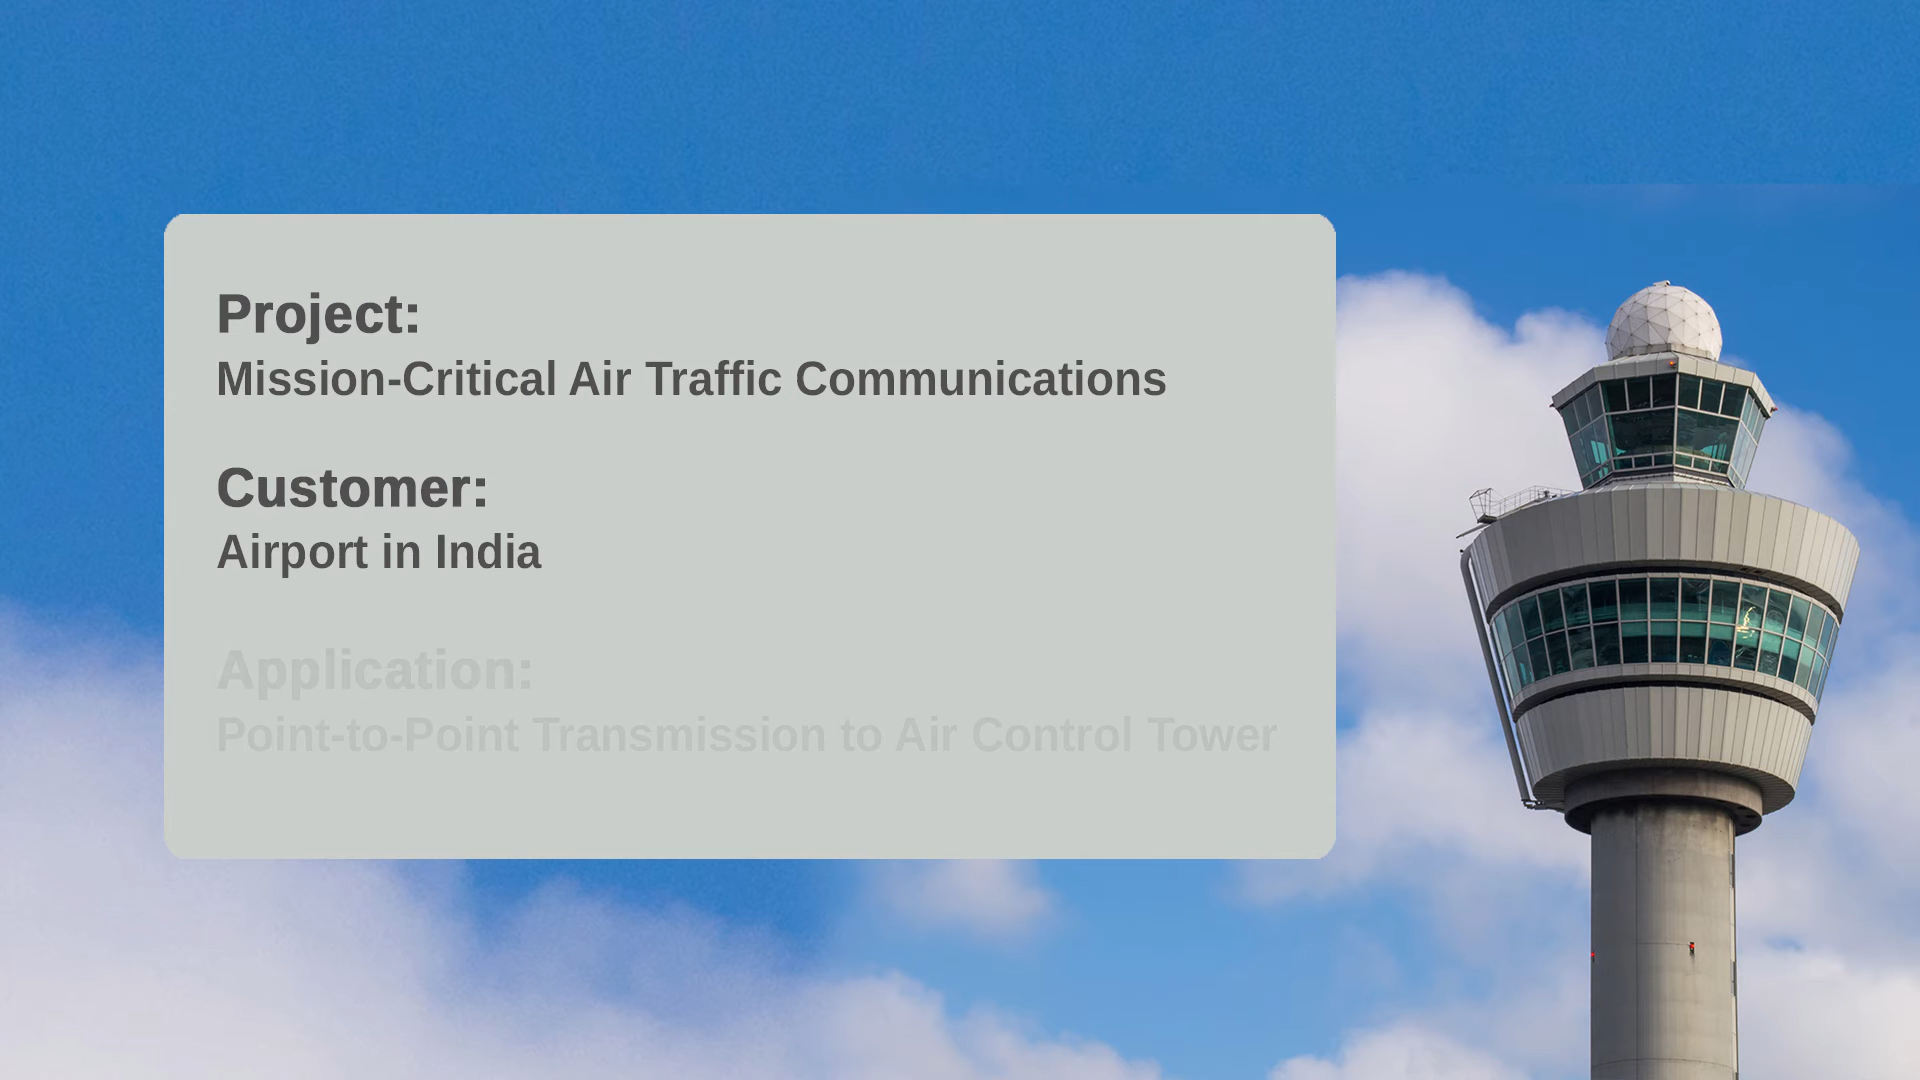 Project:
Mission-Critical Air Traffic Communications
Customer:
Airport in India
Application:
Point-to-Point Transmission to Air Control Tower